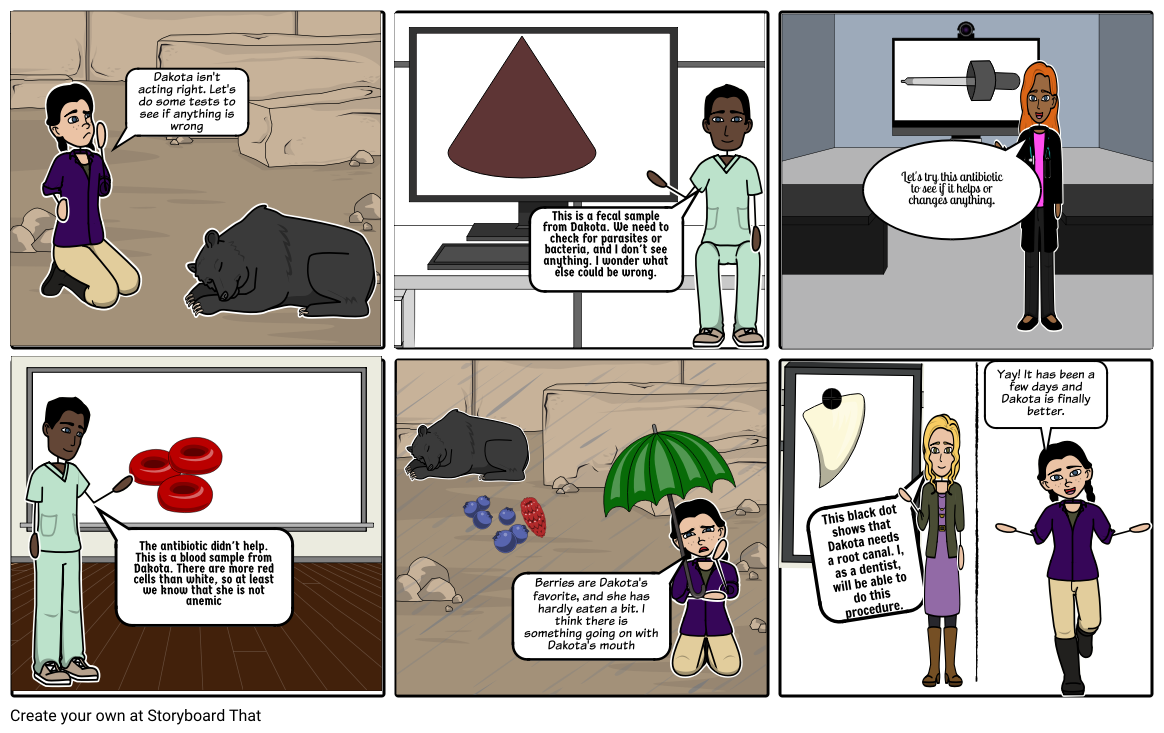 Dakota isn't
acting right. Let's
do some tests to
see if anything is
wrong
This is a fecal sample
from Dakota. We need to
check for parasites or
bacteria, and I don't see
anything. I wonder what
else could be wrong.
Let's try this antibiotic
to see if it helps or
changes anything.
The antibiotic didn't help.
This is a blood sample from
Dakota. There are more red
cells than white, so at least
we know that she is not
anemic
Berries are Dakota's
favorite, and she has
hardly eaten a bit. I
think there is
something going on with
Dakota's mouth
This black dot
shows that
Dakota needs
a root canal. I,
as a dentist,
will be able to
do this
procedure.
Yay! It has been a
few days and
Dakota is finally
better.
Create your own at Storyboard That